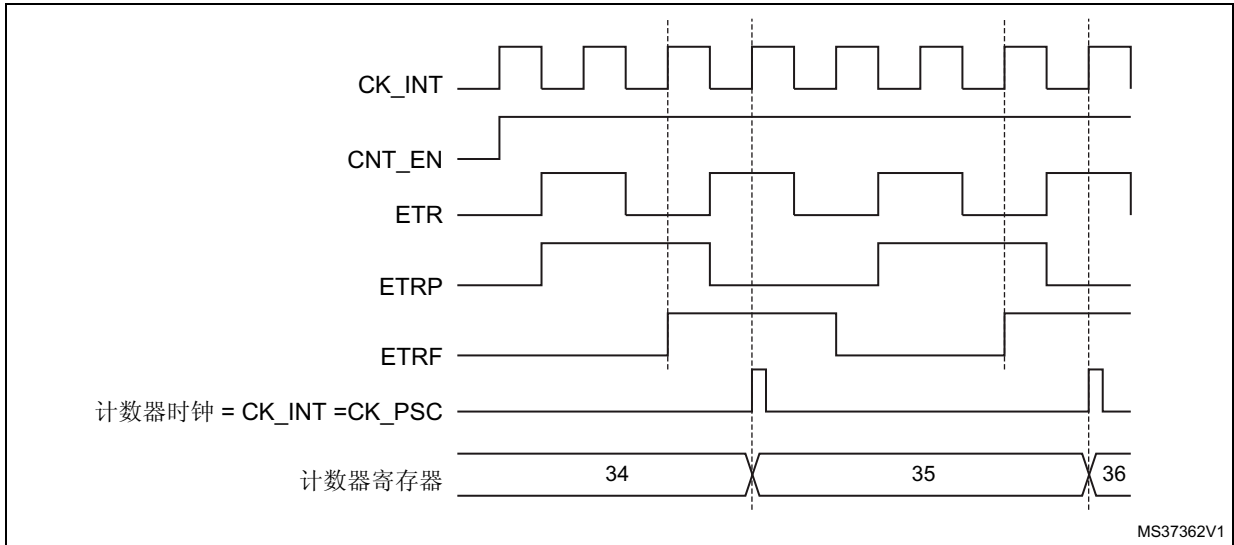 CK_INT
CNT_EN
ETR
ETRP
ETRF
计数器时钟 = CK_INT =CK_PSC
计数器寄存器 34 35 36
MS37362V1